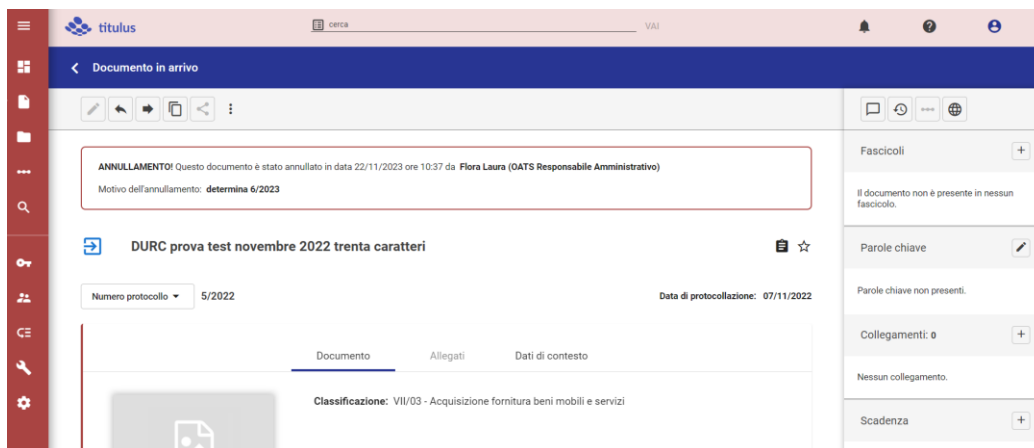 titulus
cerca
VAI
Documento in arrivo
ANNULLAMENTO! Questo documento è stato annullato in data 22/11/2023 ore 10:37 da Flora Laura (OATS Responsabile Amministrativo)
Motivo dell'annullamento: determina 6/2023
DURC prova test novembre 2022 trenta caratteri
Numero protocollo
5/2022
Data di protocollazione: 07/11/2022
Documento
Allegati
Dati di contesto
Classificazione: VII/03 - Acquisizione fornitura beni mobili e servizi
Fascicoli
Il documento non è presente in nessun
fascicolo.
Parole chiave
Parole chiave non presenti.
Collegamenti: 0
Nessun collegamento.
Scadenza